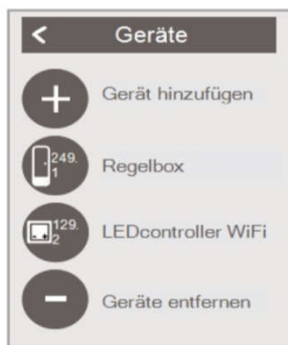 Geräte
Gerät hinzufügen
249.
1
Regelbox
129.
2
LEDcontroller WiFi
Geräte entfernen